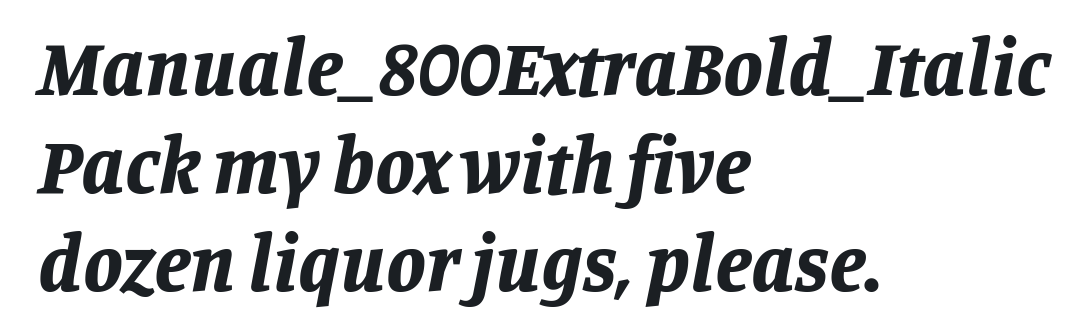 Manuale_800ExtraBold_Italic
Pack my box with five
dozen liquor jugs, please.